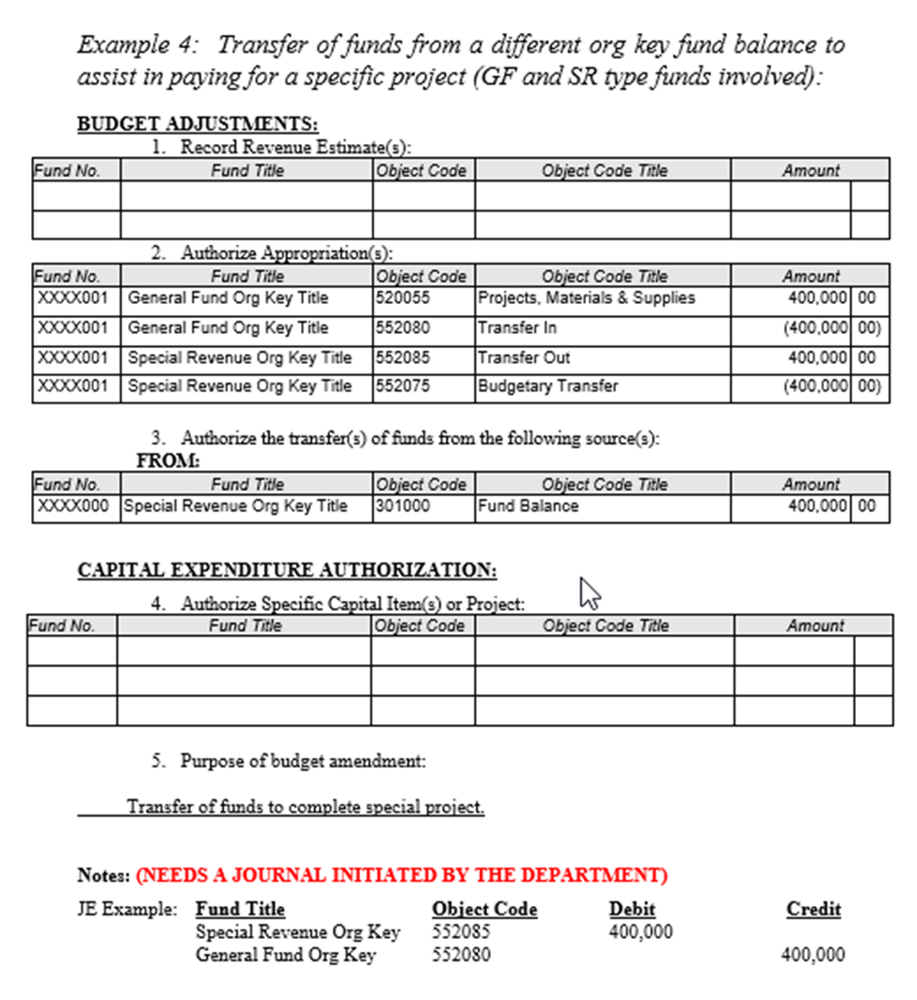 Example 4: Transfer of funds from a different org key fund balance to
assist in paying for a specific project (GF and SR type funds involved):
BUDGET ADJUSTMENTS:
1. Record Revenue Estimate(s):
Fund No. Fund Title Object Code Object Code Title Amount
2. Authorize Appropriation(s):
Fund No. Fund Title Object Code Object Code Title Amount
XXXX001 General Fund Org Key Title 520055 Projects, Materials & Supplies 400,000 00
XXXX001 General Fund Org Key Title 552080 Transfer In (400,000 00)
XXXX001 Special Revenue Org Key Title 552085 Transfer Out 400,000 00
XXXX001 Special Revenue Org Key Title 552075 Budgetary Transfer (400,000 00)
3. Authorize the transfer(s) of funds from the following source(s):
FROM:
Fund No. Fund Title Object Code Object Code Title Amount
XXXX000 Special Revenue Org Key Title 301000 Fund Balance 400,000 00
CAPITAL EXPENDITURE AUTHORIZATION:
4. Authorize Specific Capital Item(s) or Project:
Fund No. Fund Title Object Code Object Code Title Amount
5. Purpose of budget amendment:
Transfer of funds to complete special project.
Notes: (NEEDS A JOURNAL INITIATED BY THE DEPARTMENT)
JE Example: Fund Title Object Code Debit Credit
Special Revenue Org Key 552085 400,000
General Fund Org Key 552080 400,000